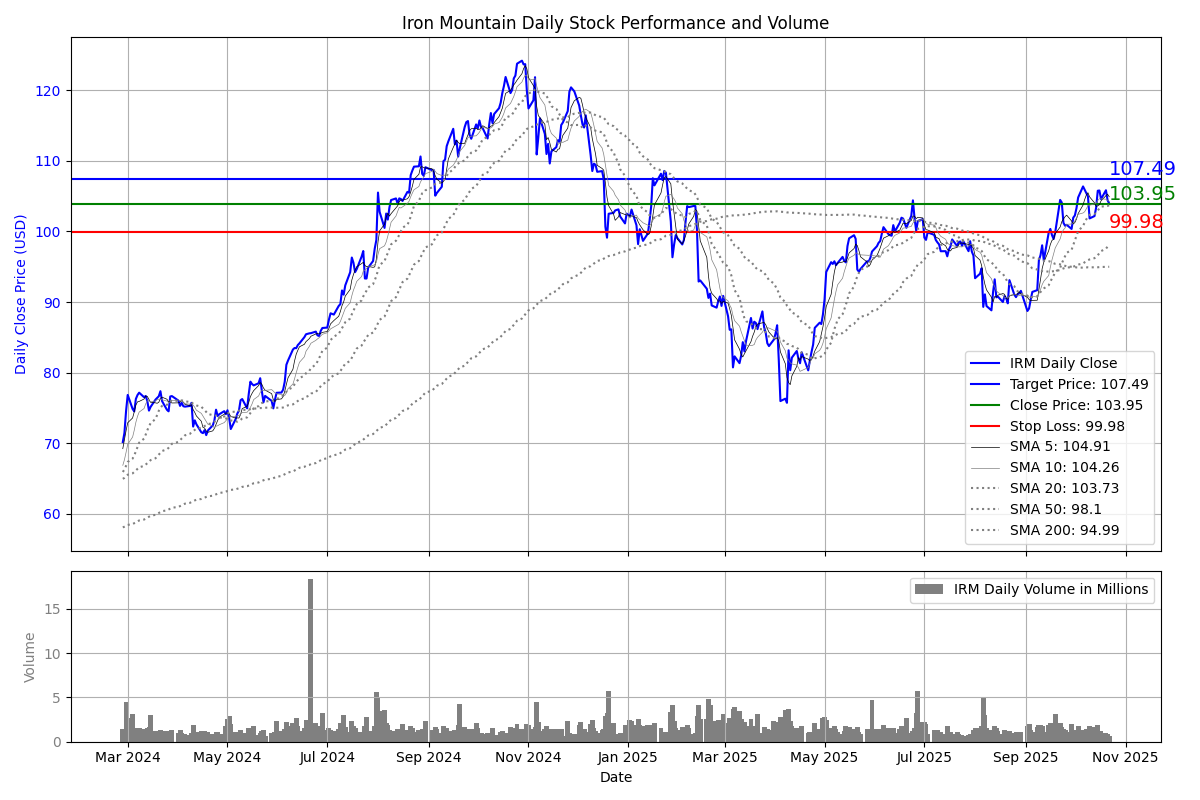 Iron Mountain Daily Stock Performance and Volume
Daily Close Price (USD)
120
110
100
90
80
70
60
107.49
103.95
99.98
IRM Daily Close
Target Price: 107.49
Close Price: 103.95
Stop Loss: 99.98
SMA 5: 104.91
SMA 10: 104.26
SMA 20: 103.73
SMA 50: 98.1
SMA 200: 94.99
Volume
15
10
5
0
IRM Daily Volume in Millions
Mar 2024 May 2024 Jul 2024 Sep 2024 Nov 2024 Jan 2025 Mar 2025 May 2025 Jul 2025 Sep 2025 Nov 2025
Date